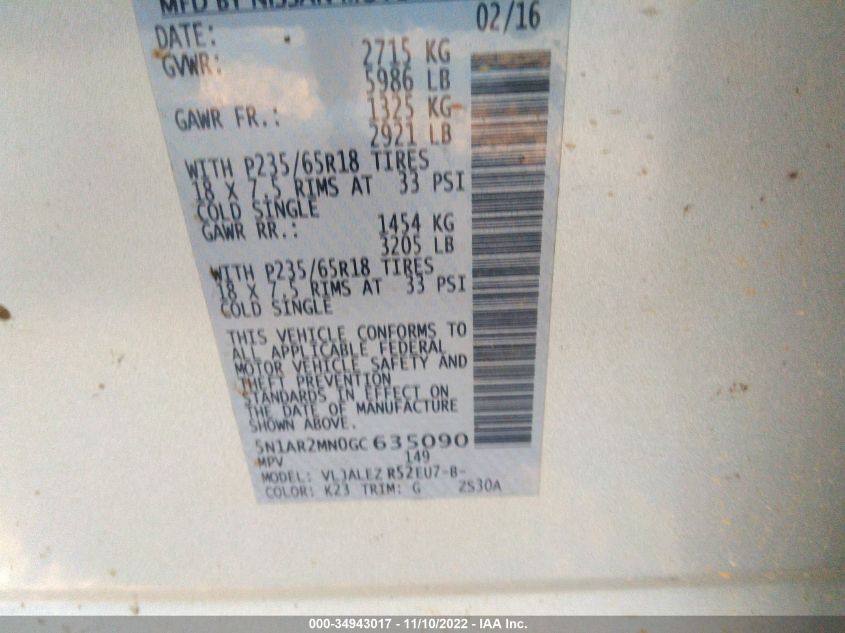 MFD BY NISSAN
DATE: 02/16
GVWR: 2715 KG
5986 LB
GAWR FR.: 1325 KG
2921 LB
WITH P235/65R18 TIRES
18 X 7.5 RIMS AT 33 PSI
COLD SINGLE
GAWR RR.: 1454 KG
3205 LB
WITH P235/65R18 TIRES
18 X 7.5 RIMS AT 33 PSI
COLD SINGLE
THIS VEHICLE CONFORMS TO
ALL APPLICABLE FEDERAL
MOTOR VEHICLE SAFETY AND
THEFT PREVENTION
STANDARDS IN EFFECT ON
THE DATE OF MANUFACTURE
SHOWN ABOVE.
5N1AR2MN0GC635090
MPV 149
MODEL: VLJALEZ R52EU7-B-
COLOR: K23 TRIM: G 2S30A
000-34943017 - 11/10/2022 - IAA Inc.